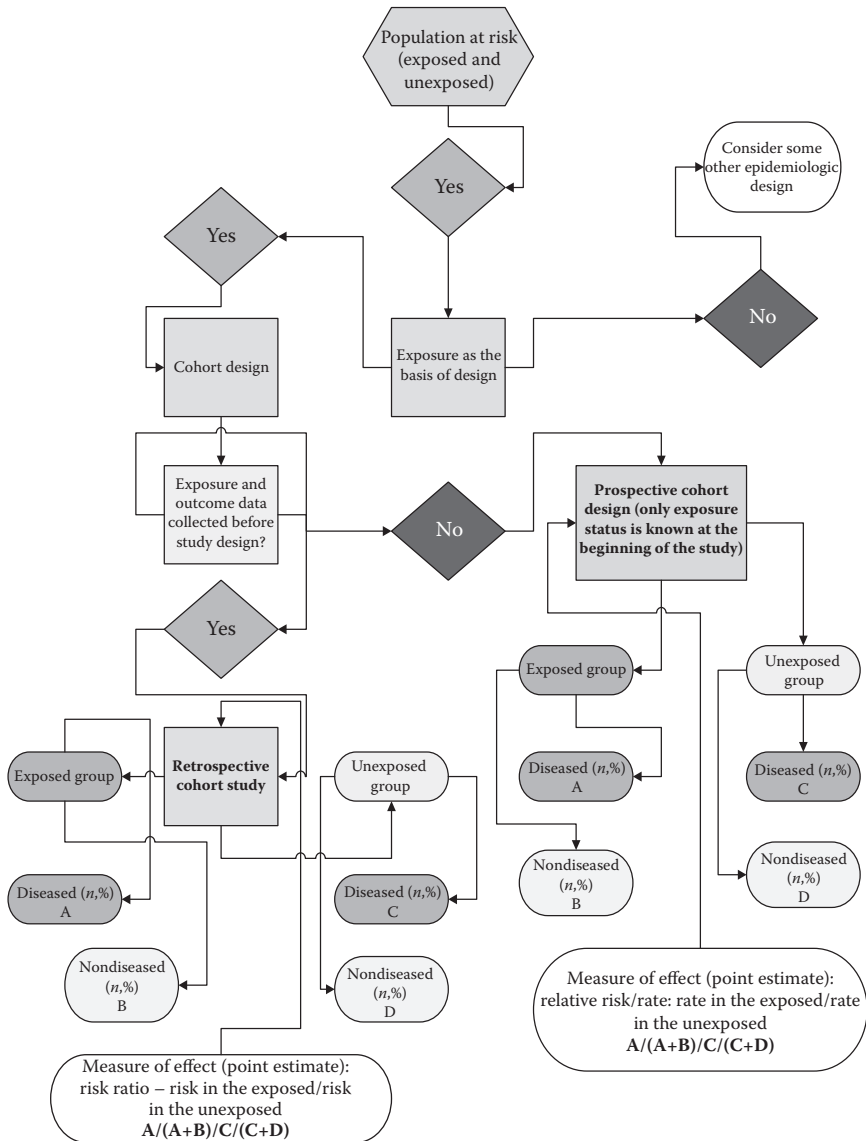 Population at risk
(exposed and
unexposed)
Consider some
other epidemiologic
design
Yes
Yes
No
Cohort design
Exposure as the
basis of design
Exposure and
outcome data
collected before
study design?
No
Prospective cohort
design (only exposure
status is known at the
beginning of the study)
Yes
Exposed group
Unexposed
group
Exposed group
Retrospective
cohort study
Unexposed
group
Diseased (n,%)
A
Diseased (n,%)
C
Diseased (n,%)
A
Diseased (n,%)
C
Nondiseased
(n,%)
B
Nondiseased
(n,%)
D
Nondiseased
(n,%)
B
Nondiseased
(n,%)
D
Measure of effect (point estimate):
relative risk/rate: rate in the exposed/rate
in the unexposed
A/(A+B)/C/(C+D)
Measure of effect (point estimate):
risk ratio – risk in the exposed/risk
in the unexposed
A/(A+B)/C/(C+D)